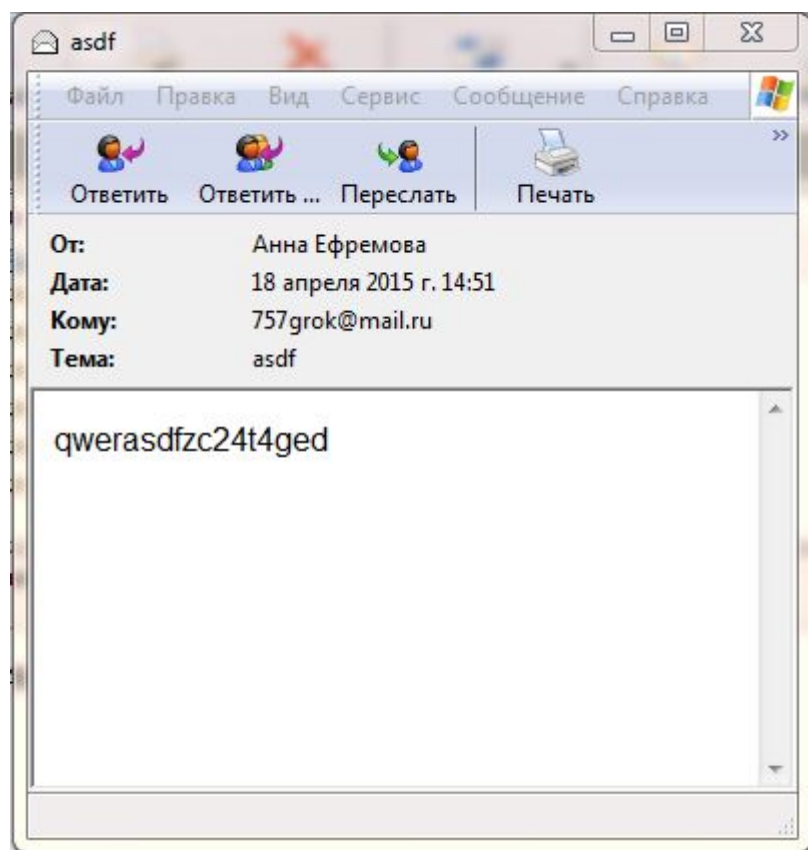 asdf
Файл Правка Вид Сервис Сообщение Справка
Ответить Ответить ... Переслать Печать »
От: Анна Ефремова
Дата: 18 апреля 2015 г. 14:51
Кому: 757grok@mail.ru
Тема: asdf
qwerasdfzc24t4ged